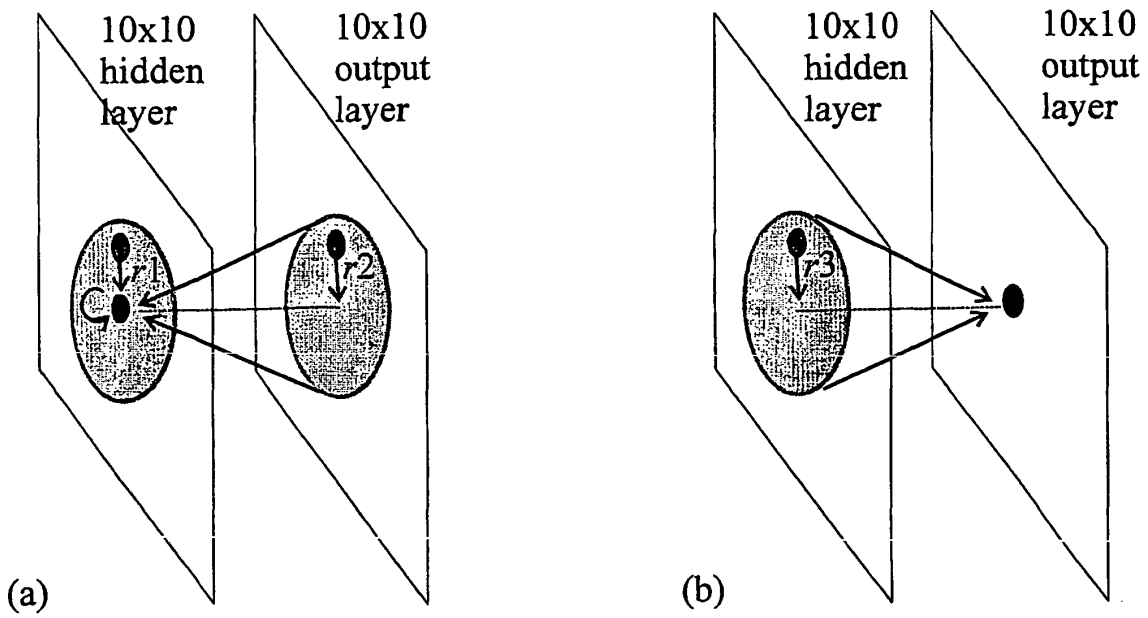 10x10
hidden
layer
10x10
output
layer
r1
r2
(a)
10x10
hidden
layer
10x10
output
layer
r3
(b)